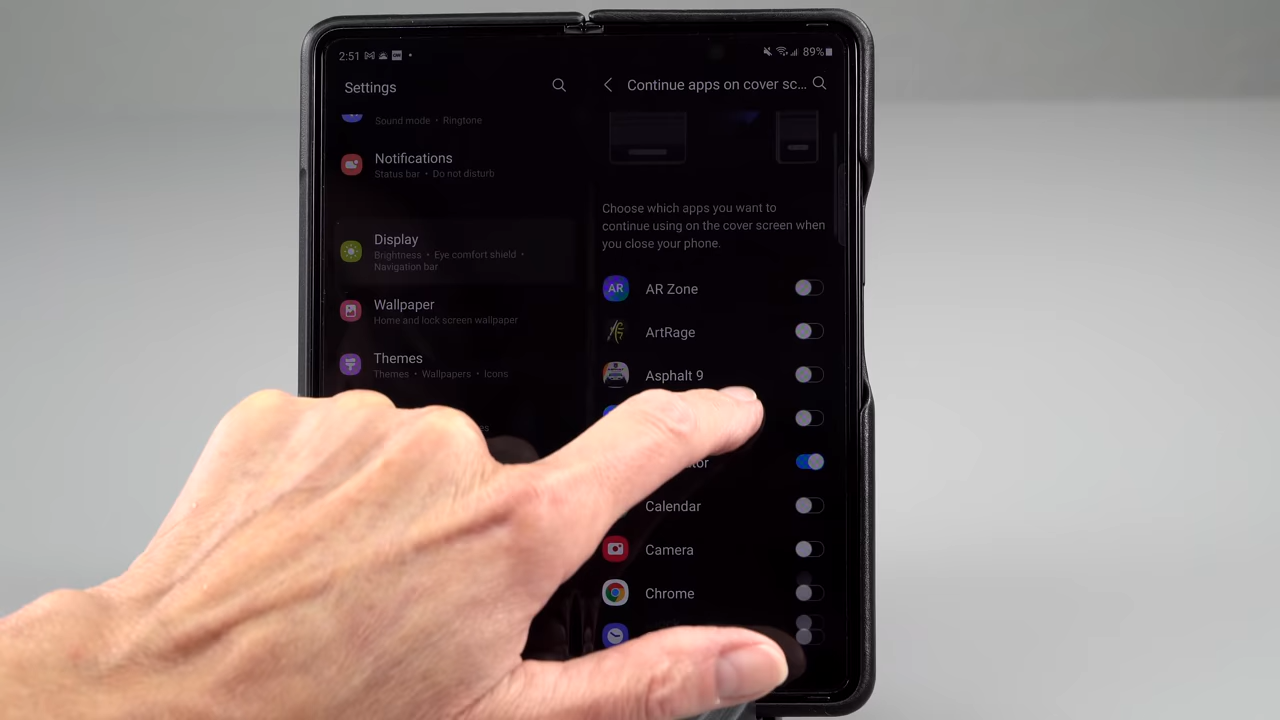 2:51
89%
Settings
Continue apps on cover sc...
Sound mode • Ringtone
Notifications
Status bar • Do not disturb
Display
Brightness • Eye comfort shield •
Navigation bar
Wallpaper
Home and lock screen wallpaper
Themes
Themes • Wallpapers • Icons
Choose which apps you want to
continue using on the cover screen when
you close your phone.
AR
AR Zone
ArtRage
Asphalt 9
Calendar
Camera
Chrome